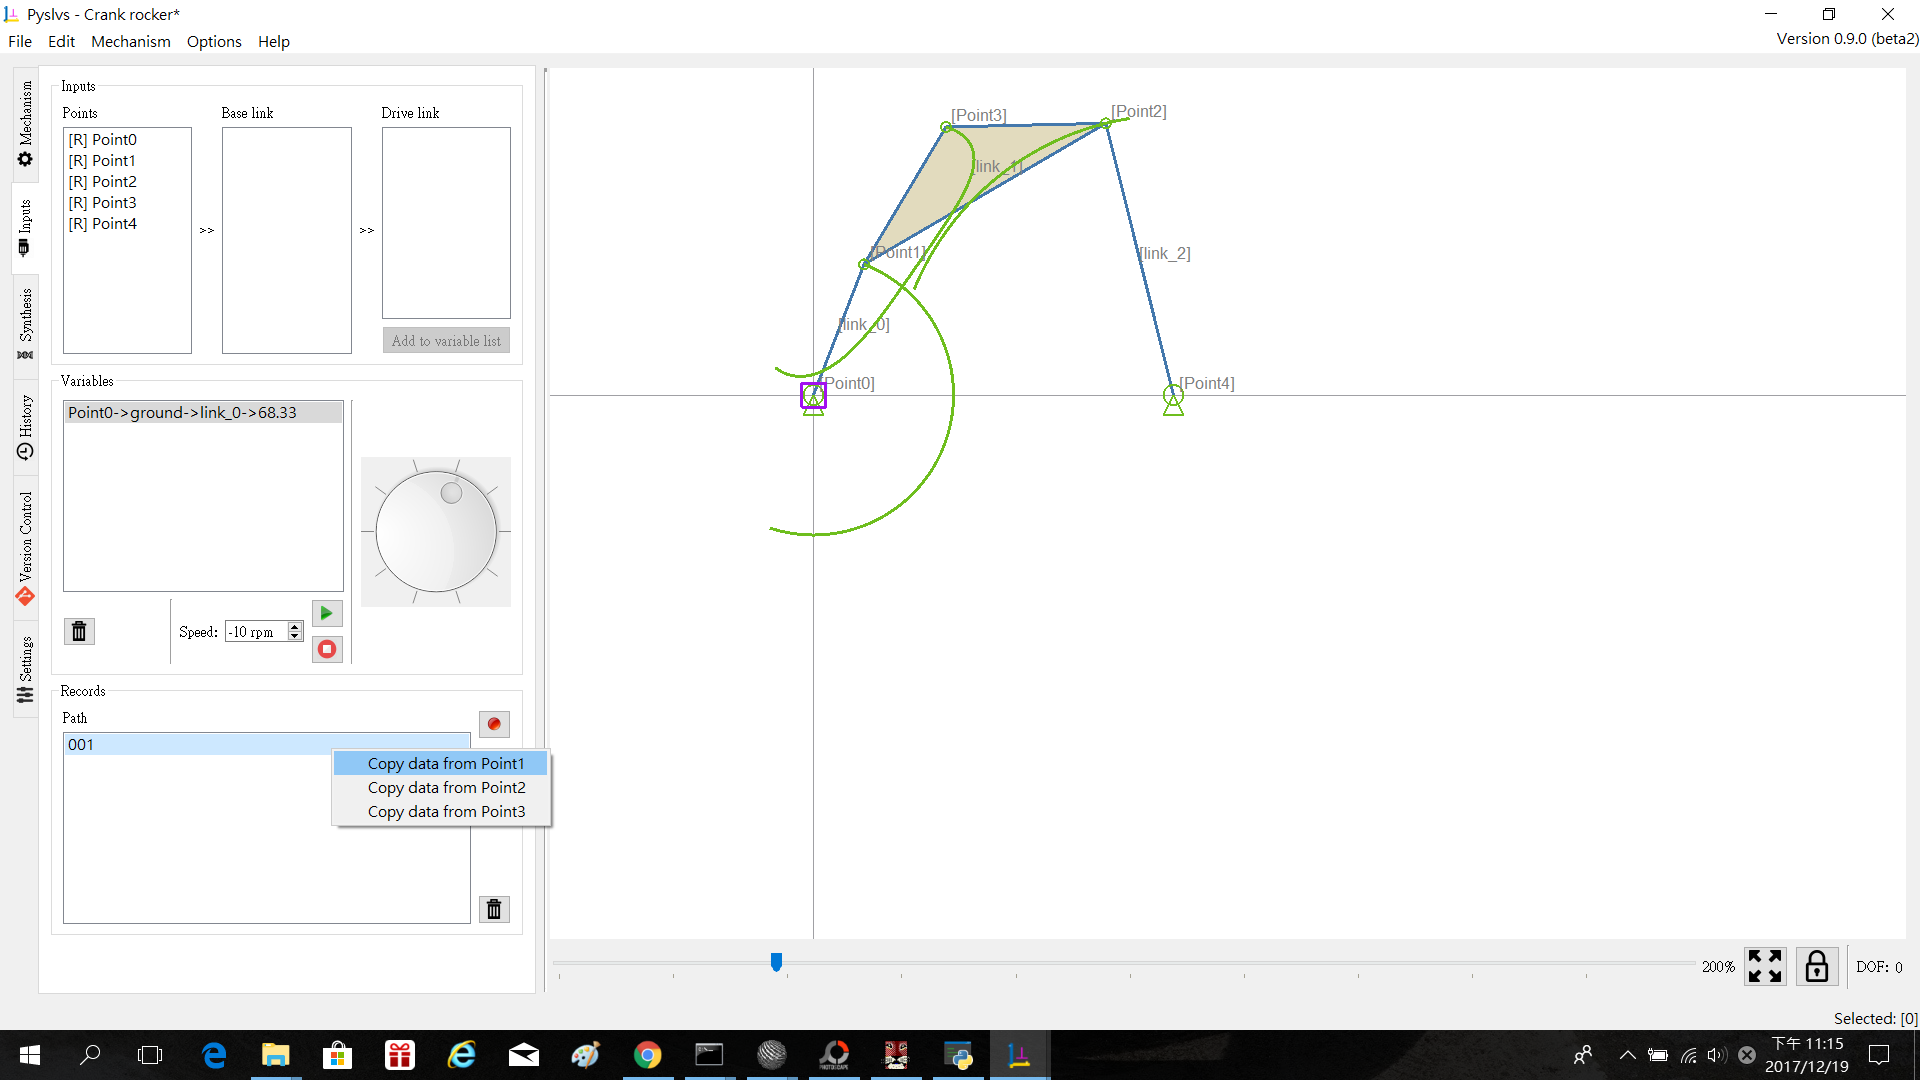 Pyslvs - Crank rocker*
File Edit Mechanism Options Help
Version 0.9.0 (beta2)
Mechanism
Inputs
Synthesis
History
Version Control
Settings
Inputs
Points
Base link
Drive link
[R] Point0
[R] Point1
[R] Point2
[R] Point3
[R] Point4
>>
>>
Add to variable list
Variables
Point0->ground->link_0->68.33
Speed: -10 rpm
Records
Path
001
Copy data from Point1
Copy data from Point2
Copy data from Point3
[Point3]
[Point2]
[link_1]
[Point1]
[link_2]
[link_0]
[Point0]
[Point4]
200%
DOF: 0
Selected: [0]
PHOTOSCAPE
下午 11:15
2017/12/19